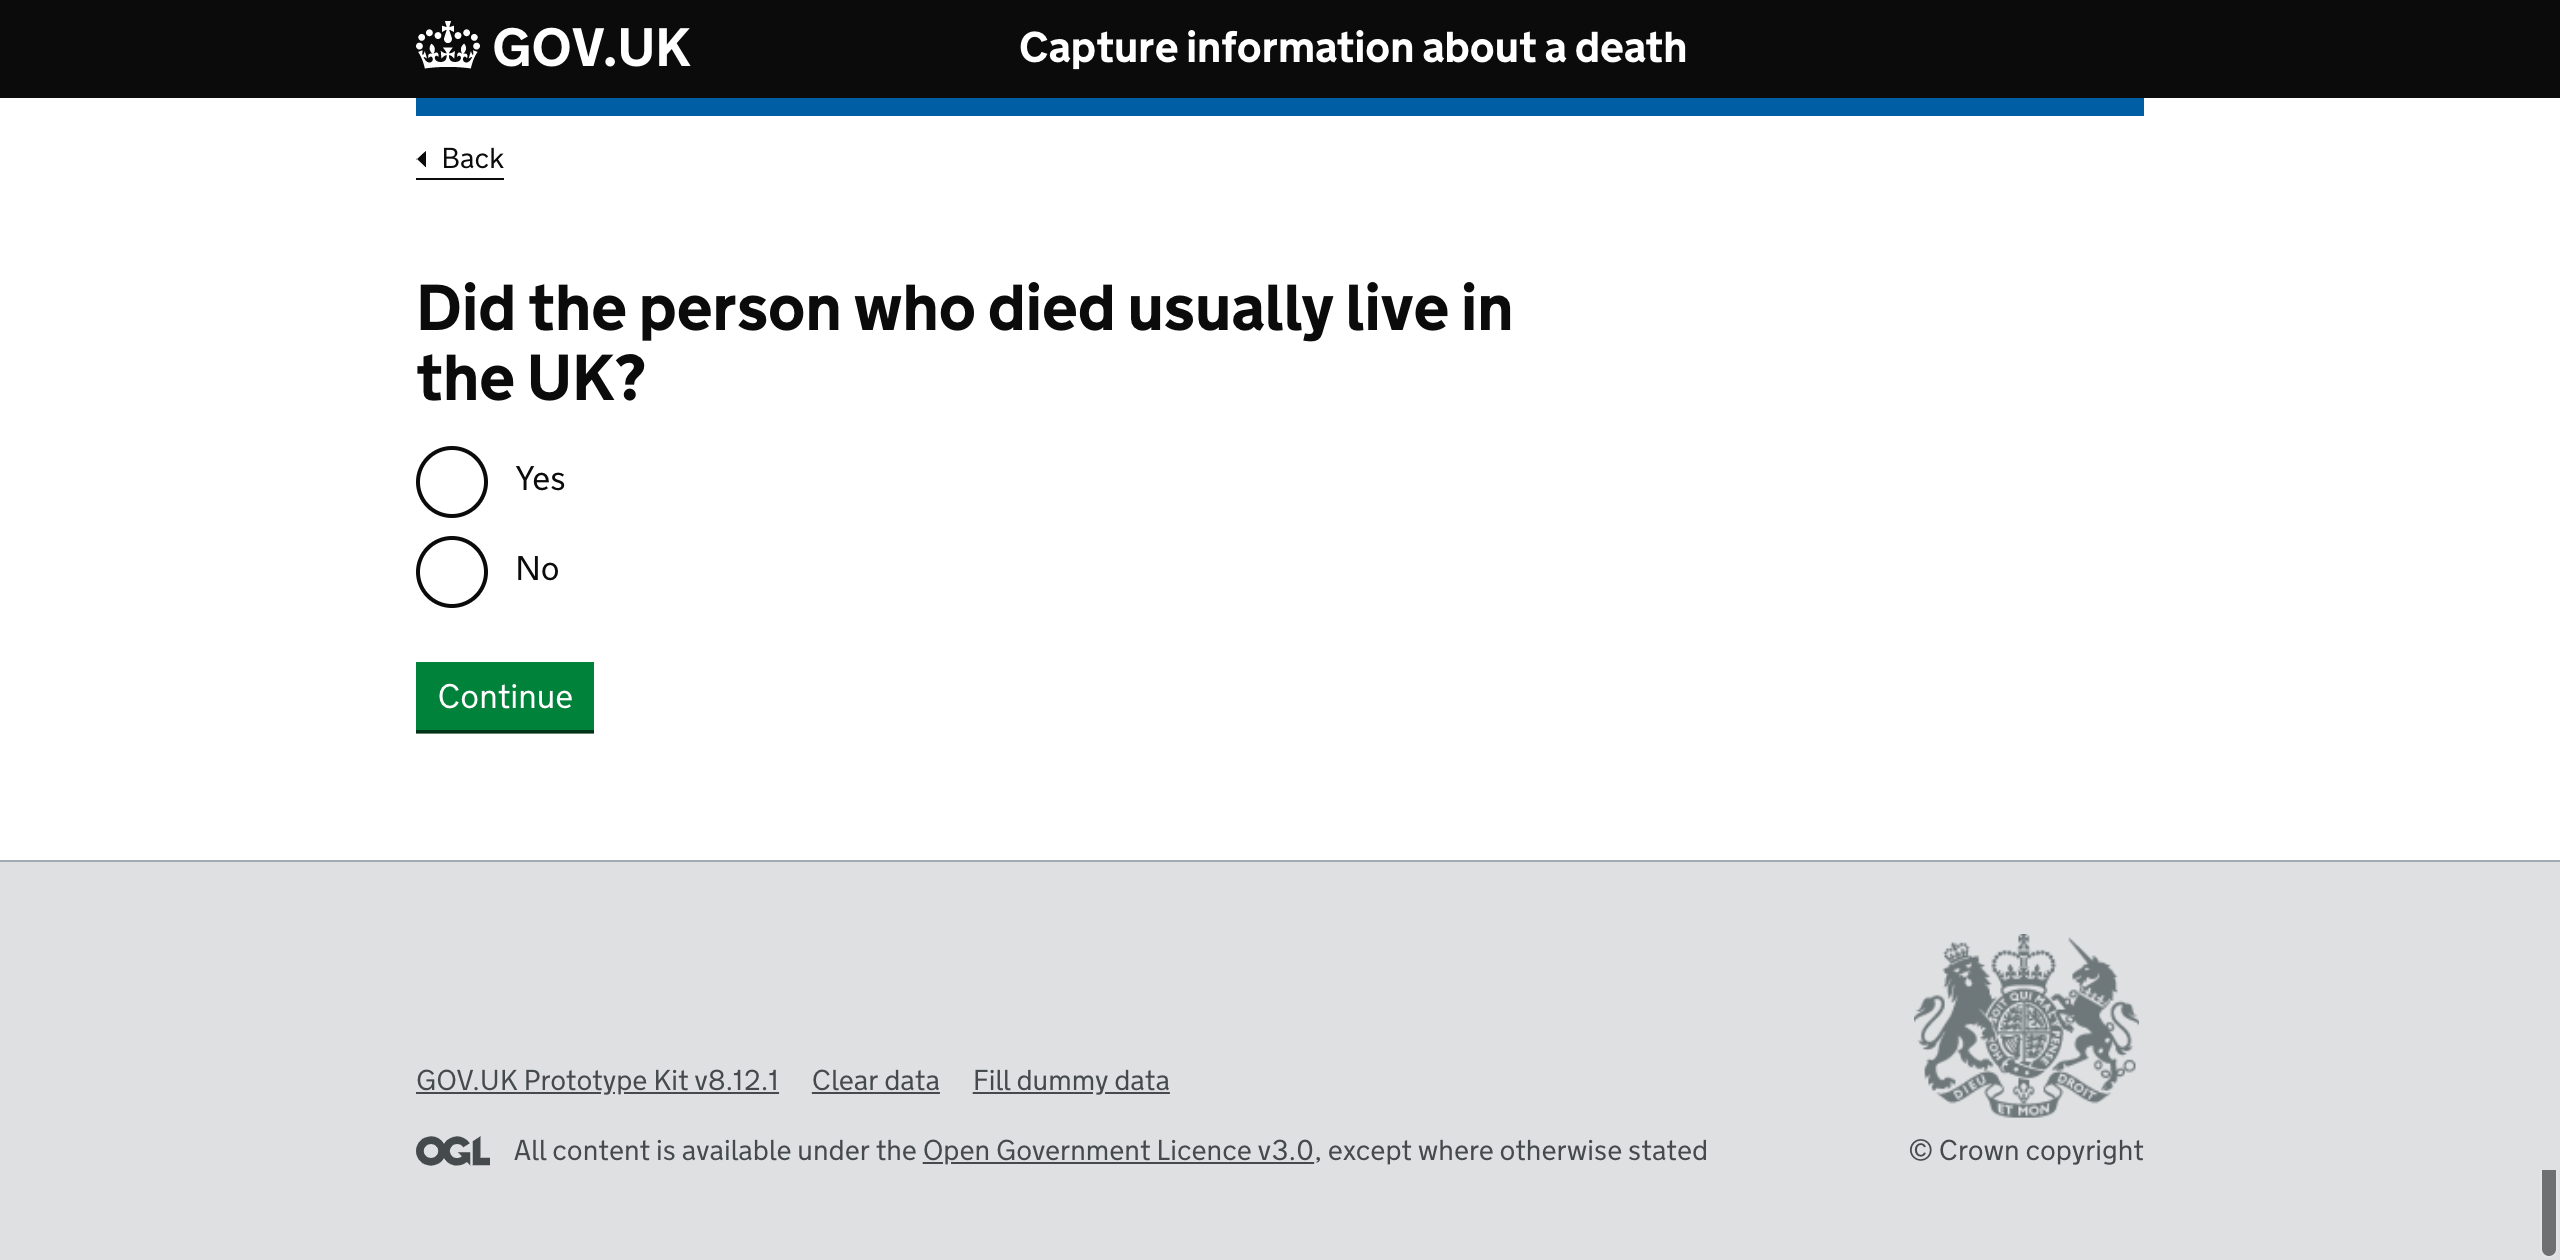 GOV.UK
Capture information about a death
Back
Did the person who died usually live in
the UK?
Yes
No
Continue
GOV.UK Prototype Kit v8.12.1 Clear data Fill dummy data
OGL All content is available under the Open Government Licence v3.0, except where otherwise stated
DIEU ET MON DROIT
© Crown copyright